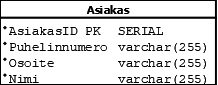 Asiakas
*AsiakasID PK SERIAL
*Puhelinnumero varchar(255)
*Osoite varchar(255)
*Nimi varchar(255)